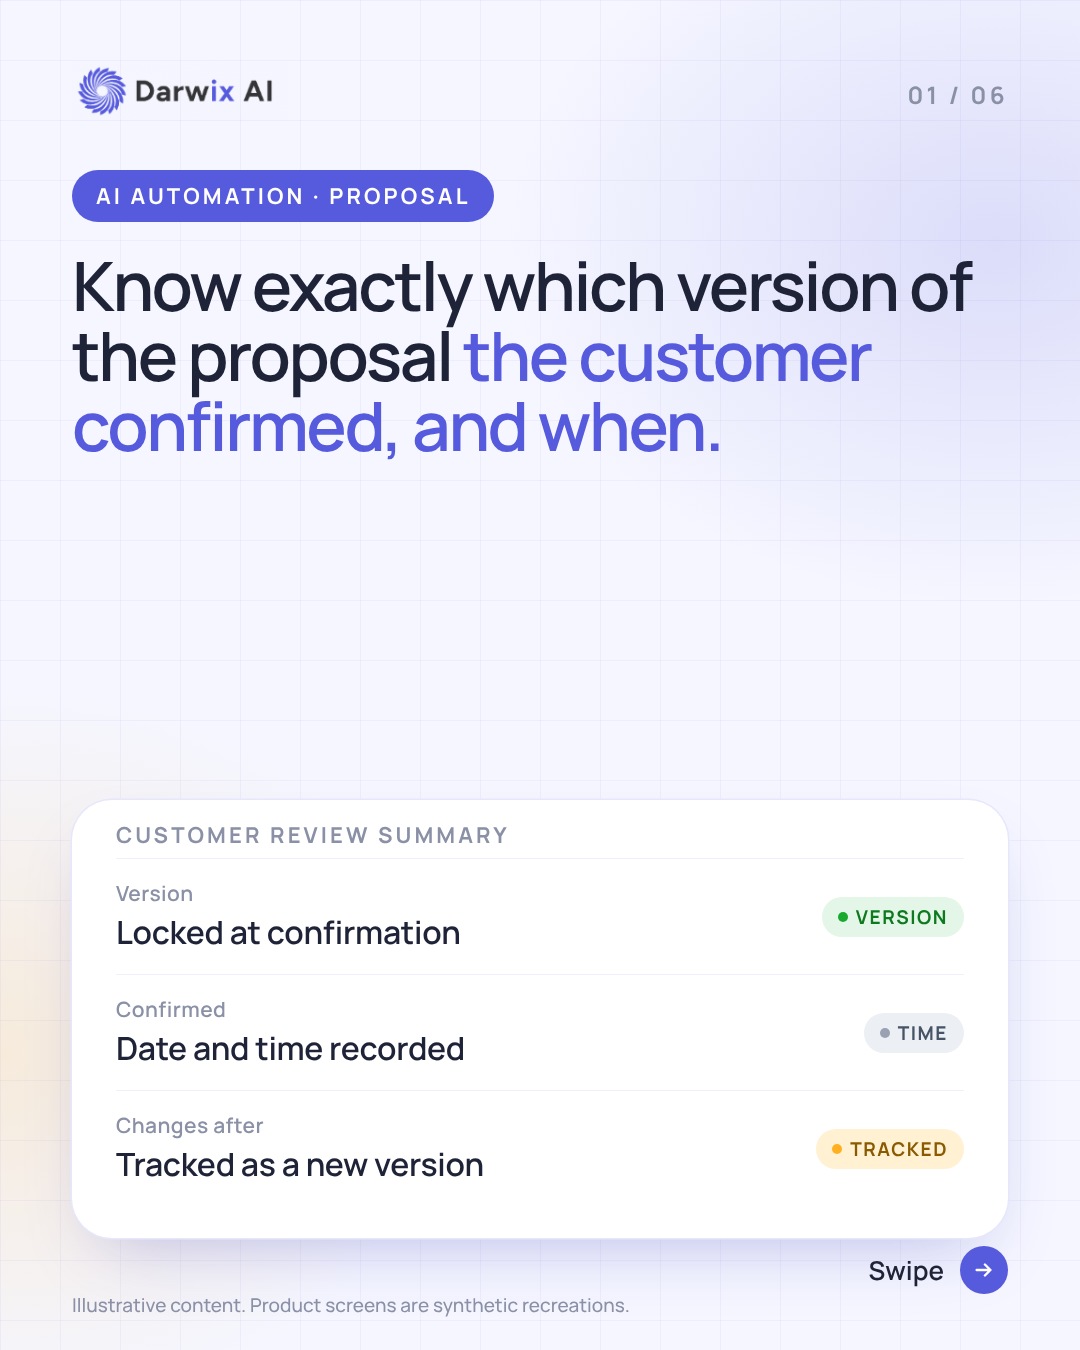 Darwix AI
01 / 06
AI AUTOMATION · PROPOSAL
Know exactly which version of
the proposal the customer
confirmed, and when.
CUSTOMER REVIEW SUMMARY
Version
Locked at confirmation
VERSION
Confirmed
Date and time recorded
TIME
Changes after
Tracked as a new version
TRACKED
Swipe
Illustrative content. Product screens are synthetic recreations.